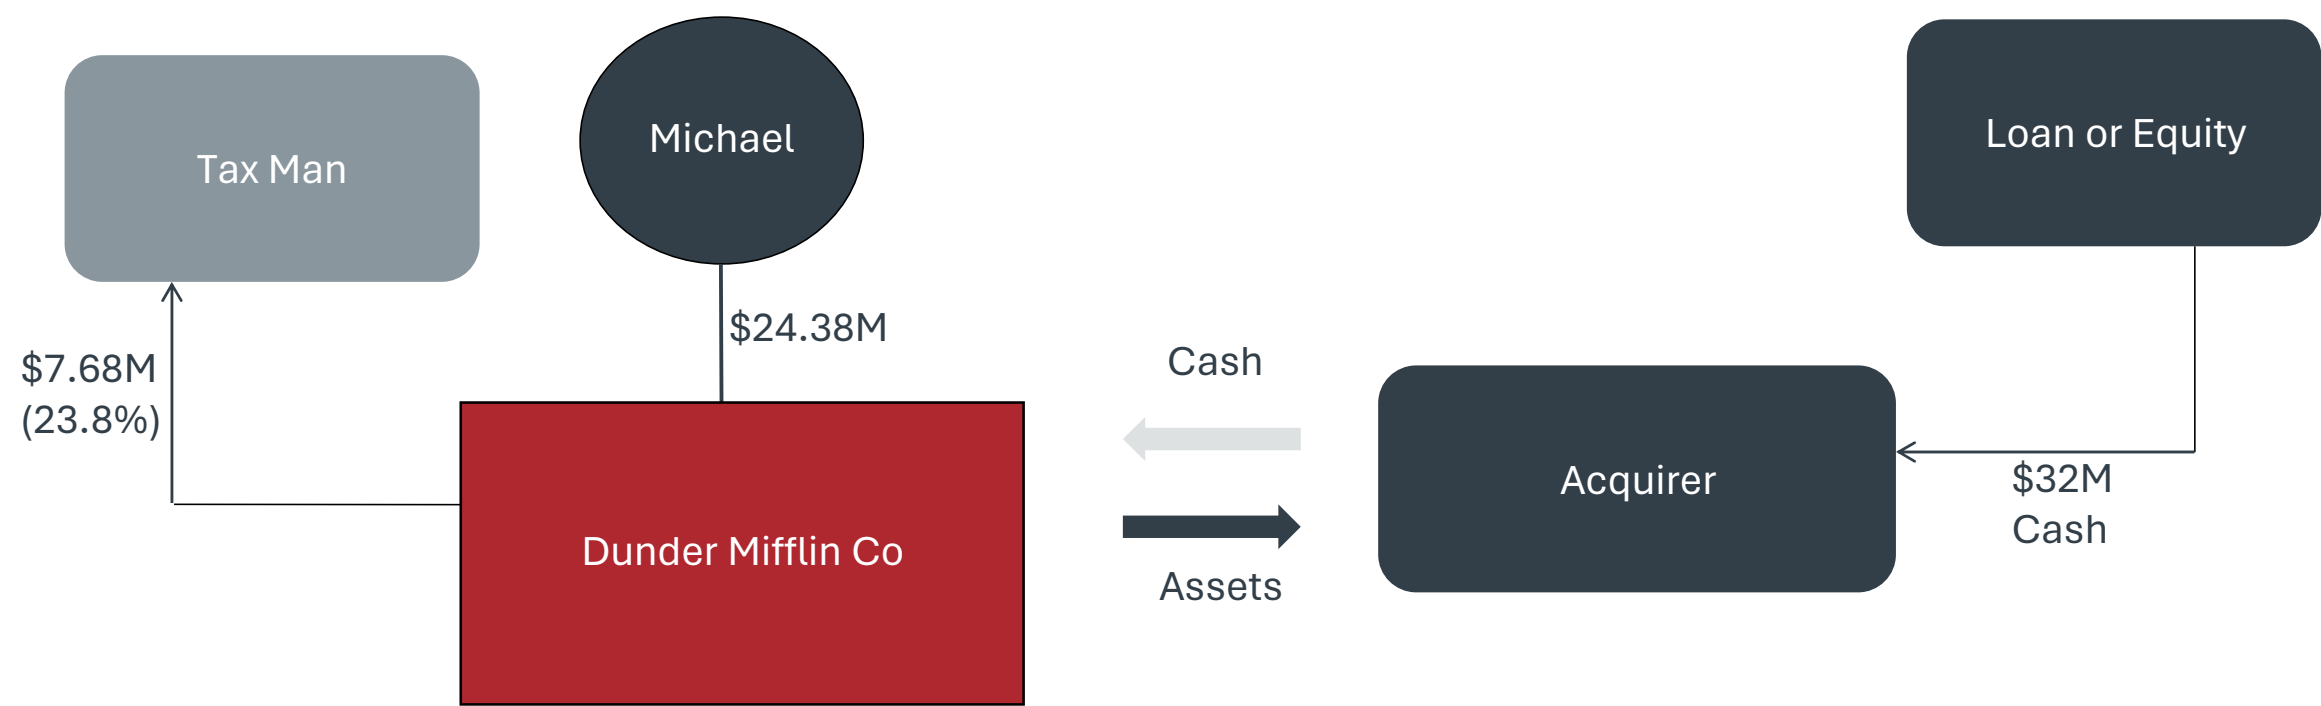 Tax Man
Michael
Loan or Equity
$24.38M
$7.68M
(23.8%)
Cash
Acquirer
$32M
Cash
Dunder Mifflin Co
Assets